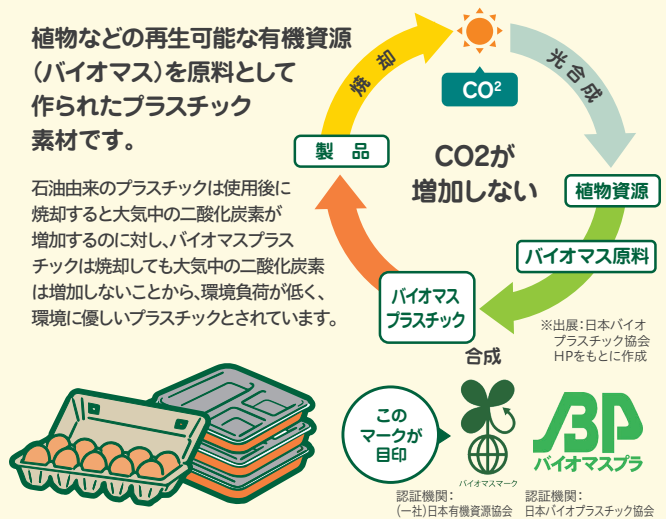 植物などの再生可能な有機資源
（バイオマス）を原料として
作られたプラスチック
素材です。
石油由来のプラスチックは使用後に
焼却すると大気中の二酸化炭素が
増加するのに対し、バイオマスプラス
チックは焼却しても大気中の二酸化炭素
は増加しないことから、環境負荷が低く、
環境に優しいプラスチックとされています。
焼却
CO²
光合成
製品
CO2が
増加しない
植物資源
バイオマス原料
バイオマス
プラスチック
合成
※出展：日本バイオ
プラスチック協会
HPをもとに作成
この
マークが
目印
バイオマスマーク
認証機関：
（一社）日本有機資源協会
BP
バイオマスプラ
認証機関：
日本バイオプラスチック協会